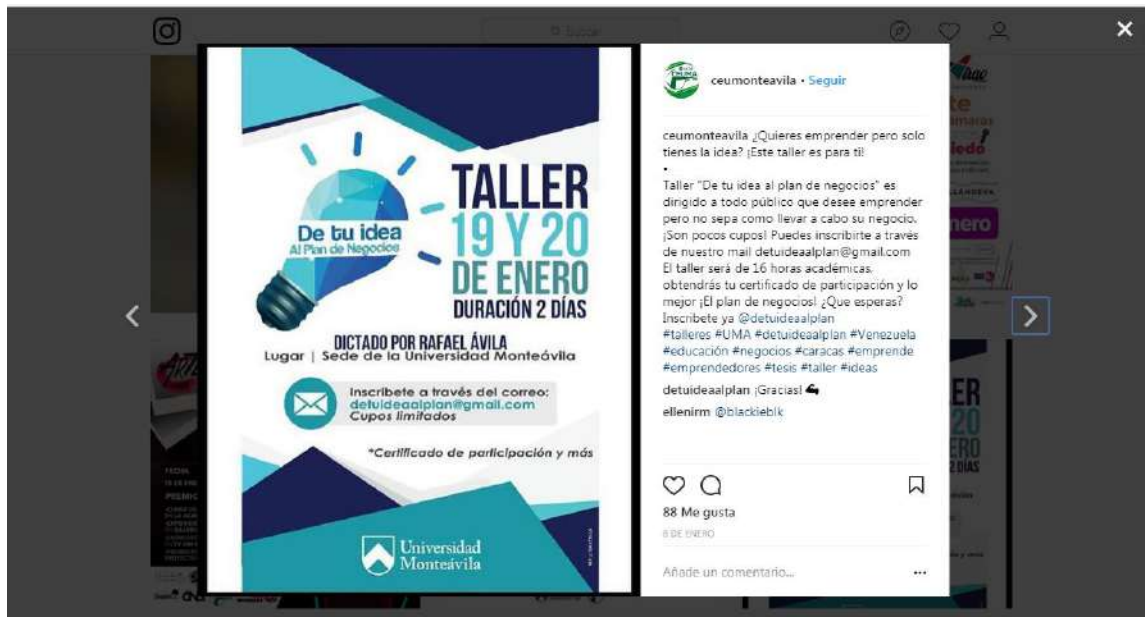 Buscar
TALLER
19 Y 20
DE ENERO
DURACIÓN 2 DÍAS
De tu idea
Al Plan de Negocios
DICTADO POR RAFAEL ÁVILA
Lugar | Sede de la Universidad Monteávila
Inscríbete a través del correo:
detuideaalplan@gmail.com
Cupos limitados
*Certificado de participación y más
Universidad
Monteávila
ceumonteavila • Seguir
ceumonteavila ¿Quieres emprender pero solo
tienes la idea? ¡Este taller es para ti!
•
Taller "De tu idea al plan de negocios" es
dirigido a todo público que desee emprender
pero no sepa como llevar a cabo su negocio.
¡Son pocos cupos! Puedes inscribirte a través
de nuestro mail detuideaalplan@gmail.com
El taller será de 16 horas académicas,
obtendrás tu certificado de participación y lo
mejor ¡El plan de negocios! ¿Que esperas?
Inscribete ya @detuideaalplan
#talleres #UMA #detuideaalplan #Venezuela
#educación #negocios #caracas #emprende
#emprendedores #tesis #taller #ideas
detuideaalplan ¡Gracias!
ellenirm @blackieblk
88 Me gusta
8 DE ENERO
Añade un comentario...
ER
20
ERO
2 DÍAS